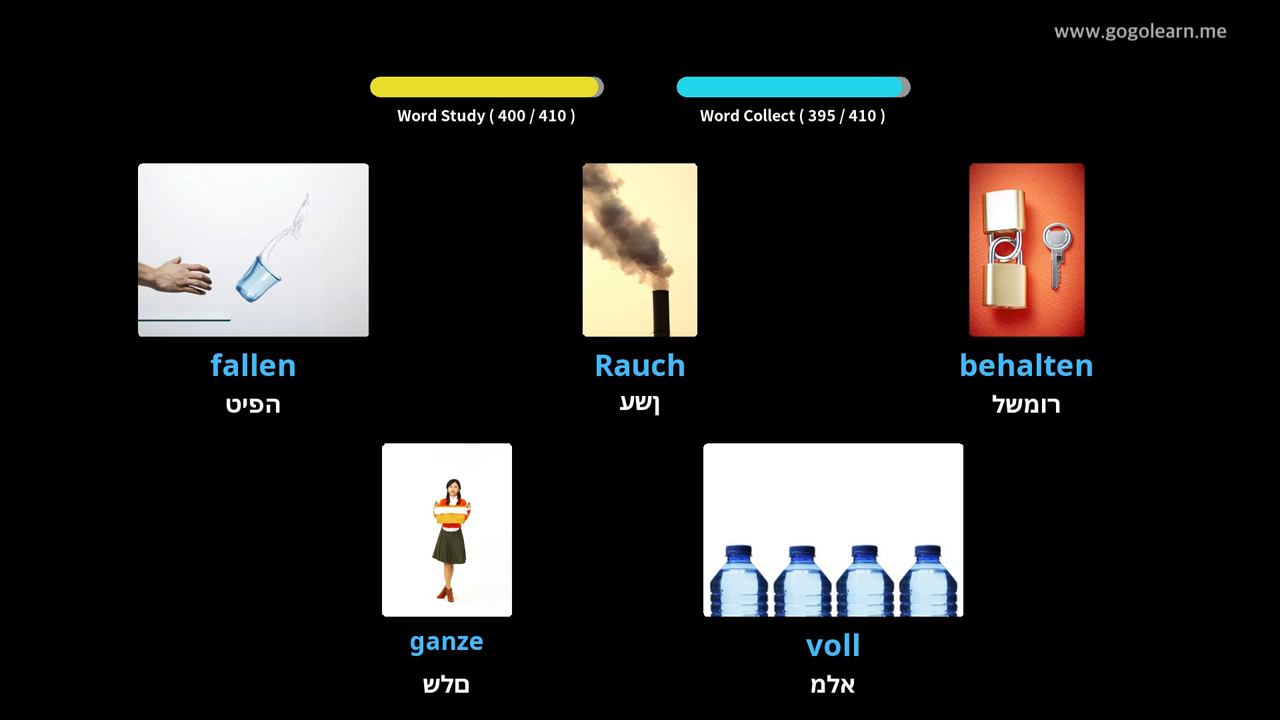 www.gogolearn.me
Word Study ( 400 / 410 )
Word Collect ( 395 / 410 )
fallen
הפיט
Rauch
ןשע
behalten
רומשל
ganze
םלש
voll
אלמ